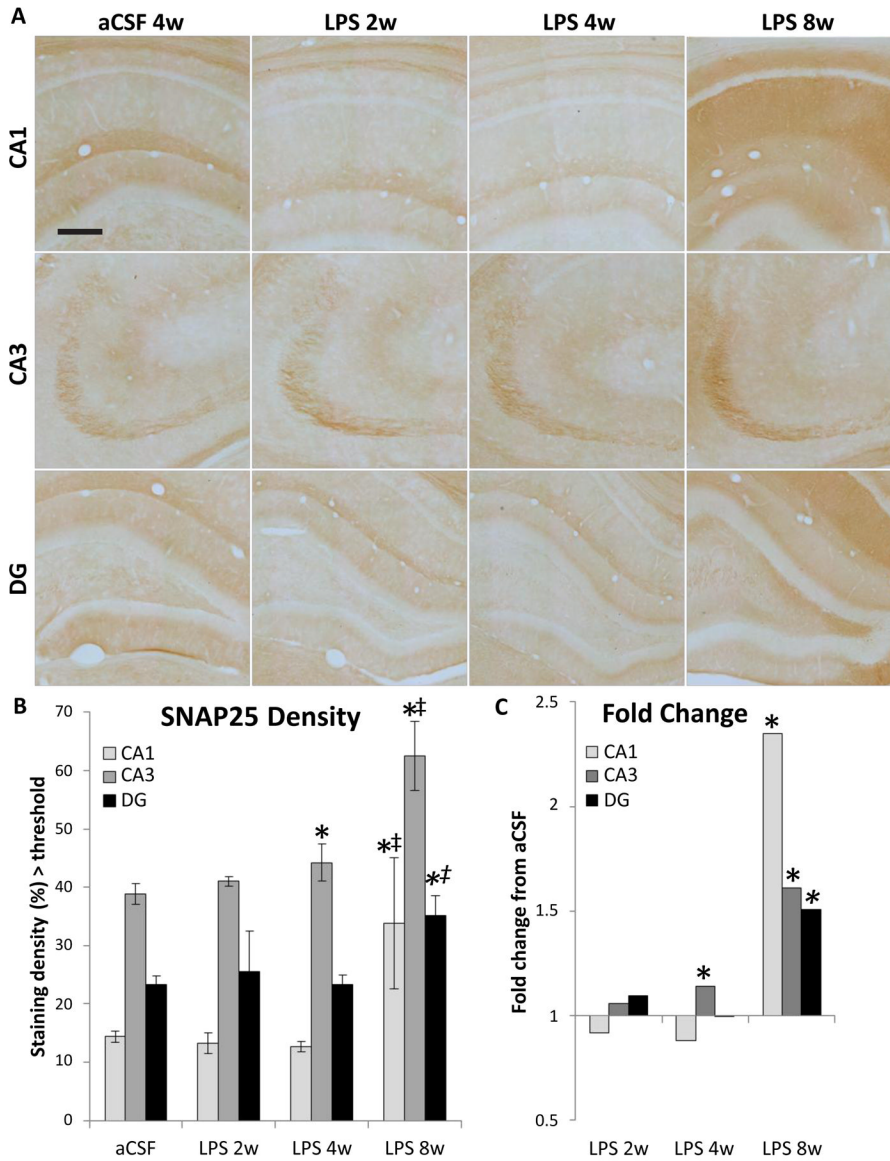 A
aCSF 4w LPS 2w LPS 4w LPS 8w
CA1
CA3
DG
B
SNAP25 Density
CA1
CA3
DG
Staining density (%) > threshold
70
60
50
40
30
20
10
0
*‡
*
*‡
*‡
aCSF LPS 2w LPS 4w LPS 8w
C
Fold Change
CA1
CA3
DG
Fold change from aCSF
2.5
2
1.5
1
0.5
*
*
*
*
LPS 2w LPS 4w LPS 8w